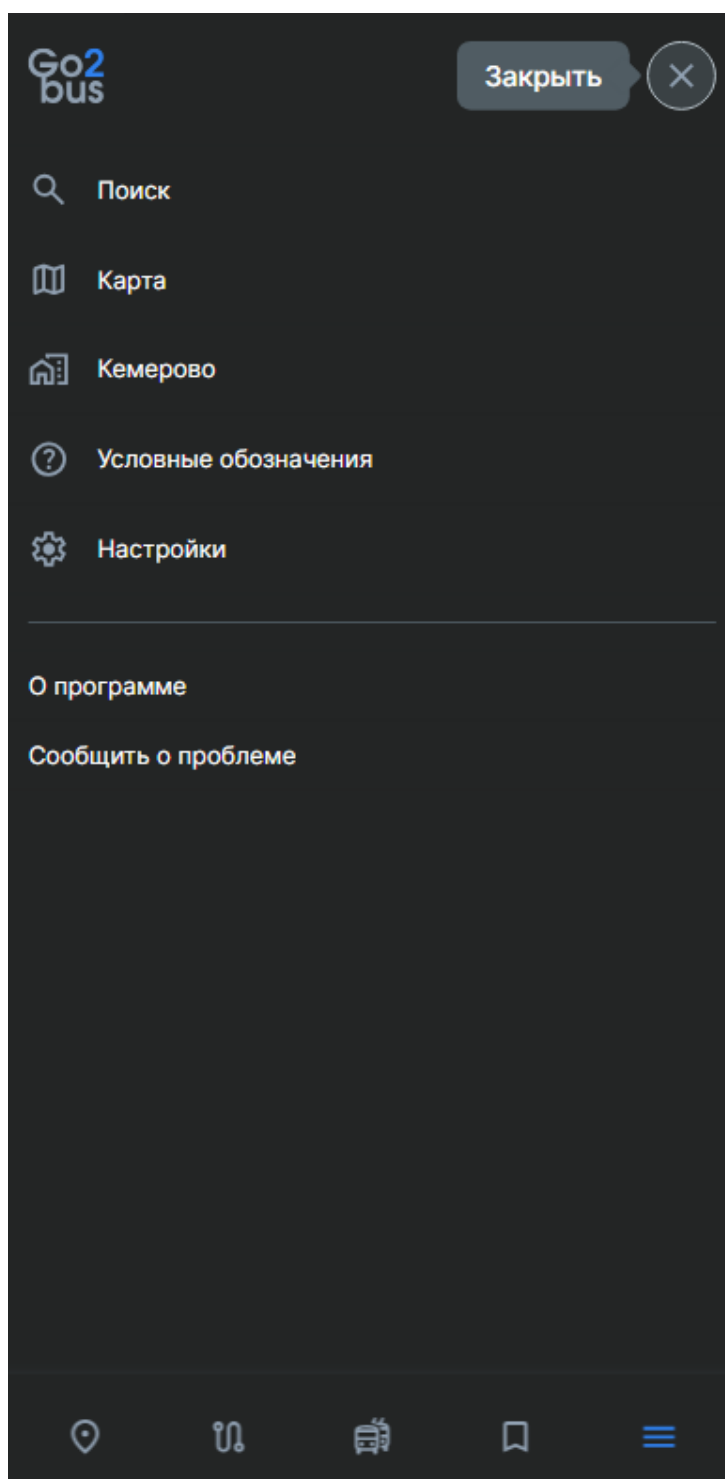 Go2
bus
Закрыть
Поиск
Карта
Кемерово
Условные обозначения
Настройки
О программе
Сообщить о проблеме